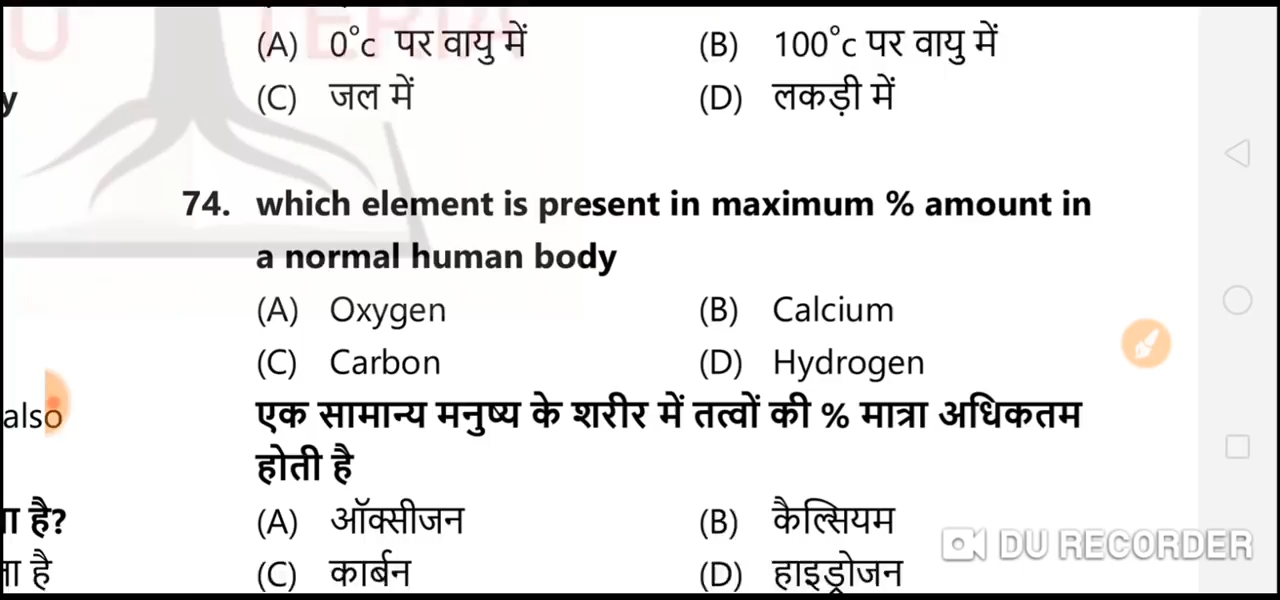 (A) 0°c पर वायु में (B) 100°c पर वायु में
y
(C) जल में (D) लकड़ी में
74. which element is present in maximum % amount in
a normal human body
(A) Oxygen (B) Calcium
(C) Carbon (D) Hydrogen
also
एक सामान्य मनुष्य के शरीर में तत्वों की % मात्रा अधिकतम
होती है
ा है?
(A) ऑक्सीजन (B) कैल्सियम
DU RECORDER
ा है
(C) कार्बन (D) हाइड्रोजन